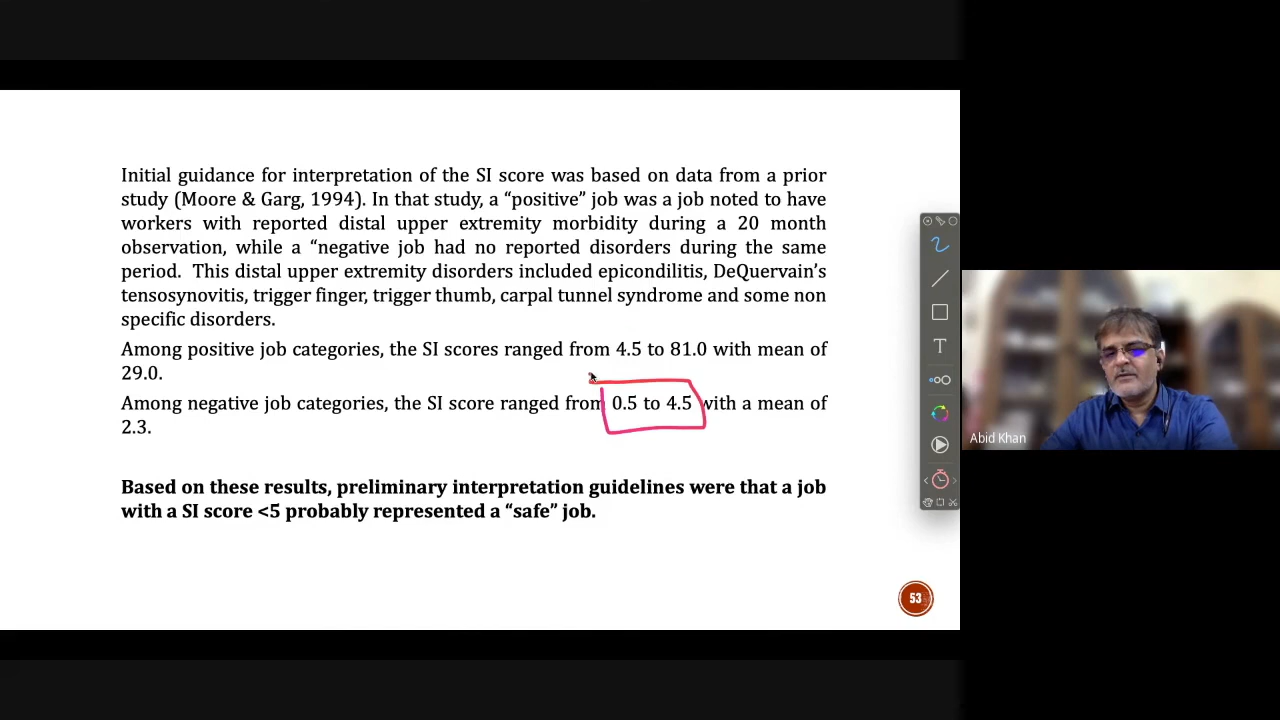 Initial guidance for interpretation of the SI score was based on data from a prior
study (Moore & Garg, 1994). In that study, a “positive” job was a job noted to have
workers with reported distal upper extremity morbidity during a 20 month
observation, while a “negative job had no reported disorders during the same
period. This distal upper extremity disorders included epicondilitis, DeQuervain’s
tensosynovitis, trigger finger, trigger thumb, carpal tunnel syndrome and some non
specific disorders.
Among positive job categories, the SI scores ranged from 4.5 to 81.0 with mean of
29.0.
Among negative job categories, the SI score ranged from 0.5 to 4.5 with a mean of
2.3.
Based on these results, preliminary interpretation guidelines were that a job
with a SI score <5 probably represented a “safe” job.
53
T
Abid Khan